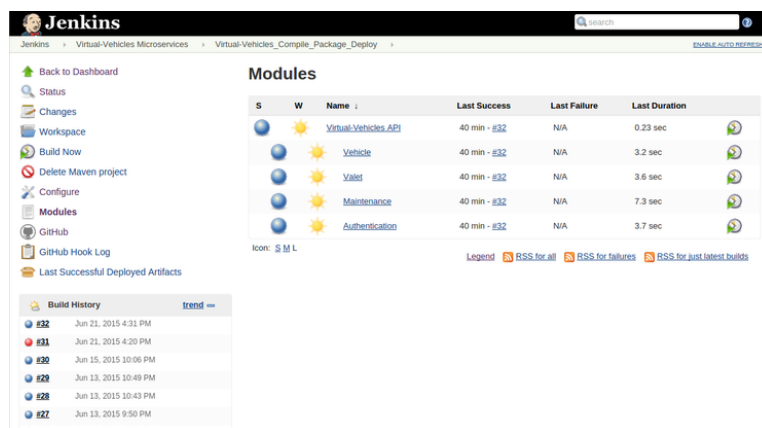 Jenkins
search
Jenkins Virtual-Vehicles Microservices Virtual-Vehicles_Compile_Package_Deploy
ENABLE AUTO REFRESH
Back to Dashboard
Status
Changes
Workspace
Build Now
Delete Maven project
Configure
Modules
GitHub
GitHub Hook Log
Last Successful Deployed Artifacts
Build History trend
#32 Jun 21, 2015 4:31 PM
#31 Jun 21, 2015 4:20 PM
#30 Jun 15, 2015 10:06 PM
#29 Jun 13, 2015 10:49 PM
#28 Jun 13, 2015 10:43 PM
#27 Jun 13, 2015 9:50 PM
Modules
S W Name ↓ Last Success Last Failure Last Duration
Virtual-Vehicles API 40 min - #32 N/A 0.23 sec
Vehicle 40 min - #32 N/A 3.2 sec
Valet 40 min - #32 N/A 3.6 sec
Maintenance 40 min - #32 N/A 7.3 sec
Authentication 40 min - #32 N/A 3.7 sec
Icon: S M L
Legend RSS for all RSS for failures RSS for just latest builds